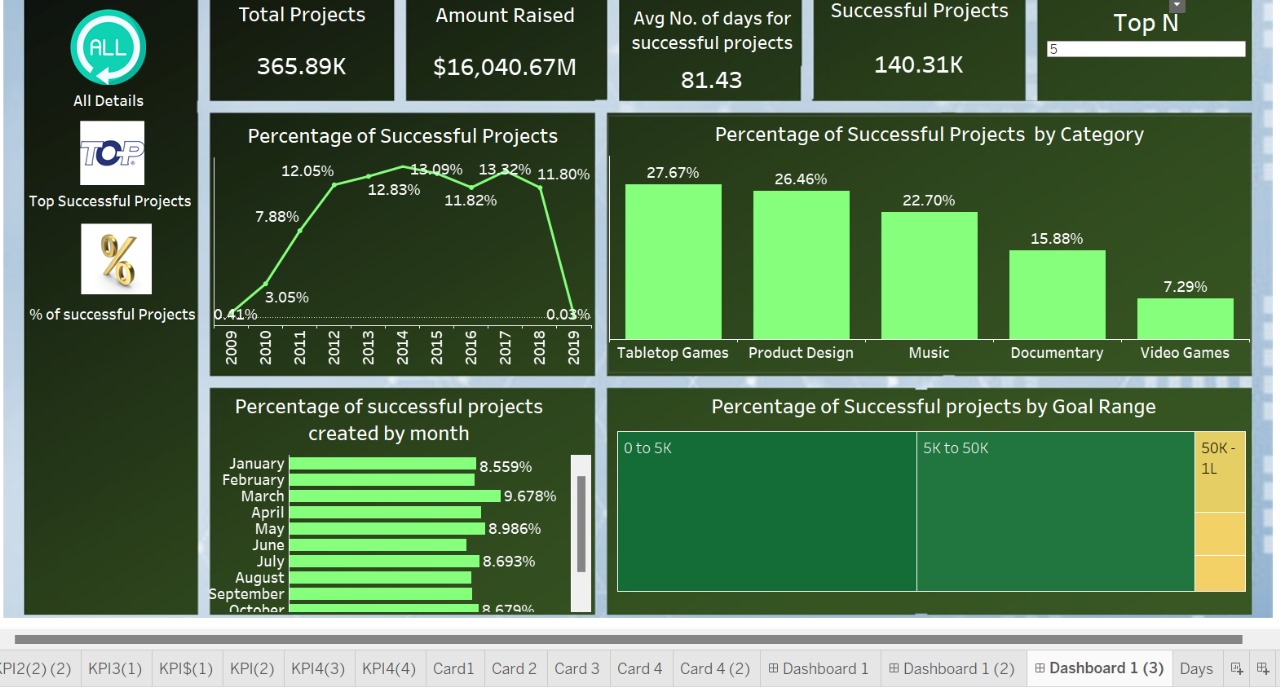 Total Projects
365.89K
Amount Raised
$16,040.67M
Avg No. of days for
successful projects
81.43
Successful Projects
140.31K
Top N
5
ALL
All Details
TOP
Top Successful Projects
%
% of successful Projects
Percentage of Successful Projects
0.41%
3.05%
7.88%
12.05%
12.83%
13.09%
11.82%
13.32%
11.80%
0.03%
2009
2010
2011
2012
2013
2014
2015
2016
2017
2018
2019
Percentage of Successful Projects by Category
27.67%
26.46%
22.70%
15.88%
7.29%
Tabletop Games
Product Design
Music
Documentary
Video Games
Percentage of successful projects
created by month
January 8.559%
February
March 9.678%
April
May 8.986%
June
July 8.693%
August
September
October 8.679%
Percentage of Successful projects by Goal Range
0 to 5K
5K to 50K
50K -
1L
KPI2(2) (2) KPI3(1) KPI$(1) KPI(2) KPI4(3) KPI4(4) Card1 Card 2 Card 3 Card 4 Card 4 (2) Dashboard 1 Dashboard 1 (2) Dashboard 1 (3) Days